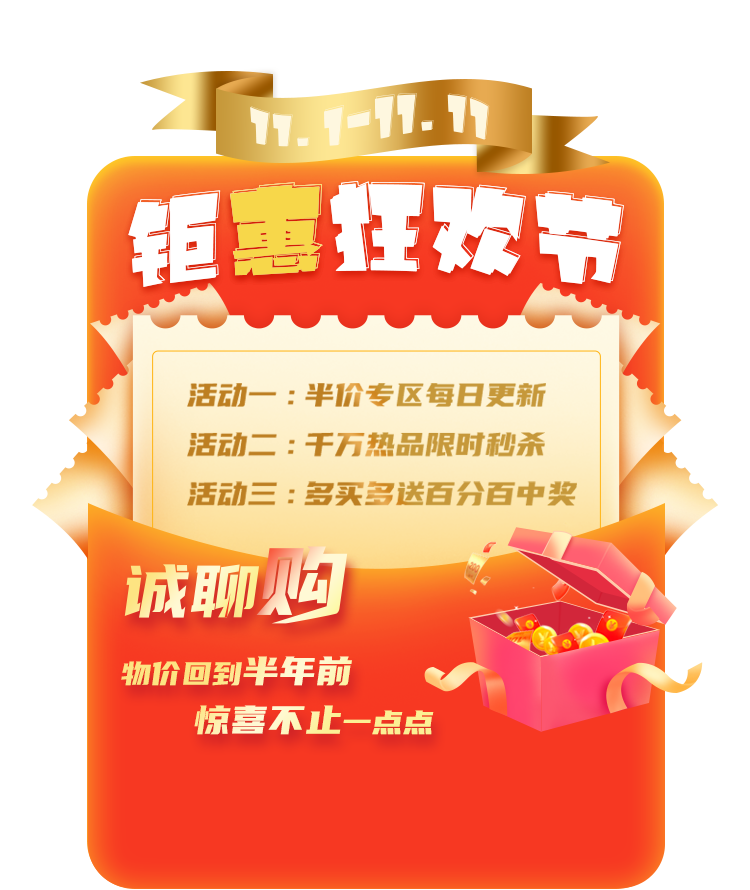 11.1-11.11
钜惠狂欢节
活动一：半价专区每日更新
活动二：千万热品限时秒杀
活动三：多买多送百分百中奖
诚聊购
物价回到半年前
惊喜不止一点点